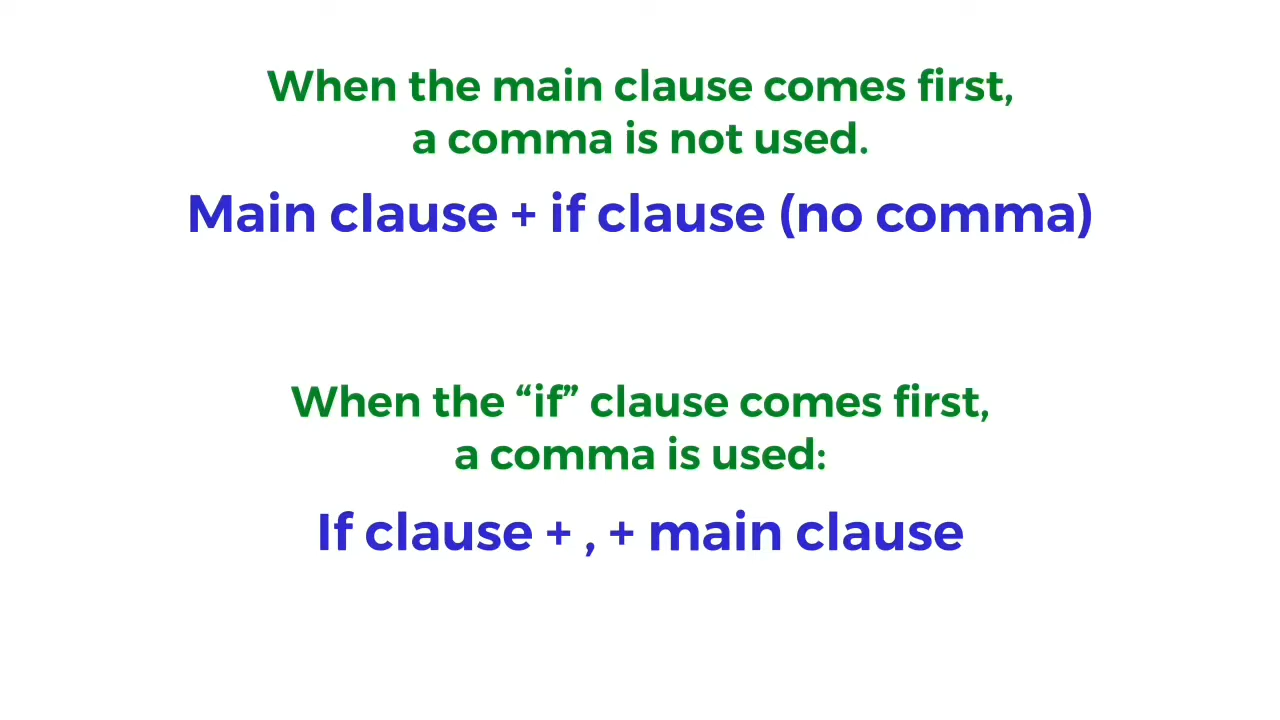 When the main clause comes first,
a comma is not used.
Main clause + if clause (no comma)
When the “if” clause comes first,
a comma is used:
If clause + , + main clause